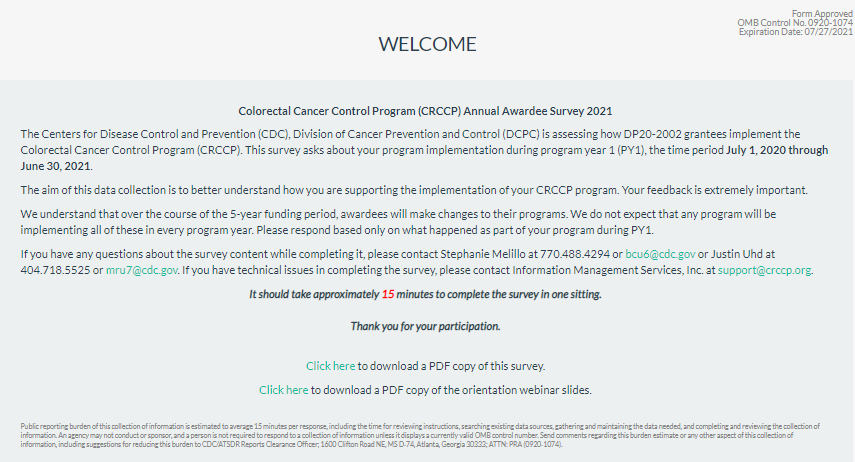 Form Approved
OMB Control No. 0920-1074
Expiration Date: 07/27/2021
WELCOME
Colorectal Cancer Control Program (CRCCP) Annual Awardee Survey 2021
The Centers for Disease Control and Prevention (CDC), Division of Cancer Prevention and Control (DCPC) is assessing how DP20-2002 grantees implement the
Colorectal Cancer Control Program (CRCCP). This survey asks about your program implementation during program year 1 (PY1), the time period July 1, 2020 through
June 30, 2021.
The aim of this data collection is to better understand how you are supporting the implementation of your CRCCP program. Your feedback is extremely important.
We understand that over the course of the 5-year funding period, awardees will make changes to their programs. We do not expect that any program will be
implementing all of these in every program year. Please respond based only on what happened as part of your program during PY1.
If you have any questions about the survey content while completing it, please contact Stephanie Melillo at 770.488.4294 or bcu6@cdc.gov or Justin Uhd at
404.718.5525 or mru7@cdc.gov. If you have technical issues in completing the survey, please contact Information Management Services, Inc. at support@crccp.org.
It should take approximately 15 minutes to complete the survey in one sitting.
Thank you for your participation.
Click here to download a PDF copy of this survey.
Click here to download a PDF copy of the orientation webinar slides.
Public reporting burden of this collection of information is estimated to average 15 minutes per response, including the time for reviewing instructions, searching existing data sources, gathering and maintaining the data needed, and completing and reviewing the collection of
information. An agency may not conduct or sponsor, and a person is not required to respond to a collection of information unless it displays a currently valid OMB control number. Send comments regarding this burden estimate or any other aspect of this collection of
information, including suggestions for reducing this burden to CDC/ATSDR Reports Clearance Officer; 1600 Clifton Road NE, MS D-74, Atlanta, Georgia 30333; ATTN: PRA (0920-1074).